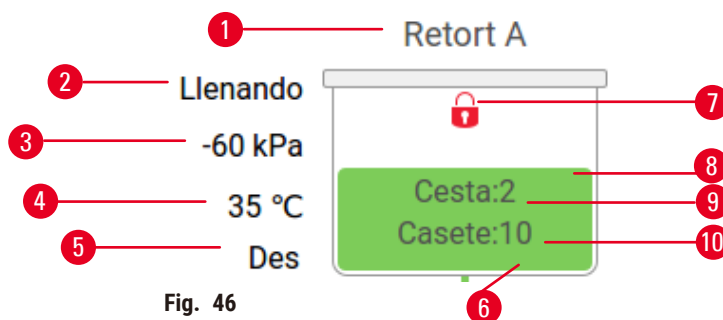 1 Retort A
2 Llenando
7
3 -60 kPa
8
4 35 °C
Cesta:2 9
Casete:10 10
5 Des
6
Fig. 46